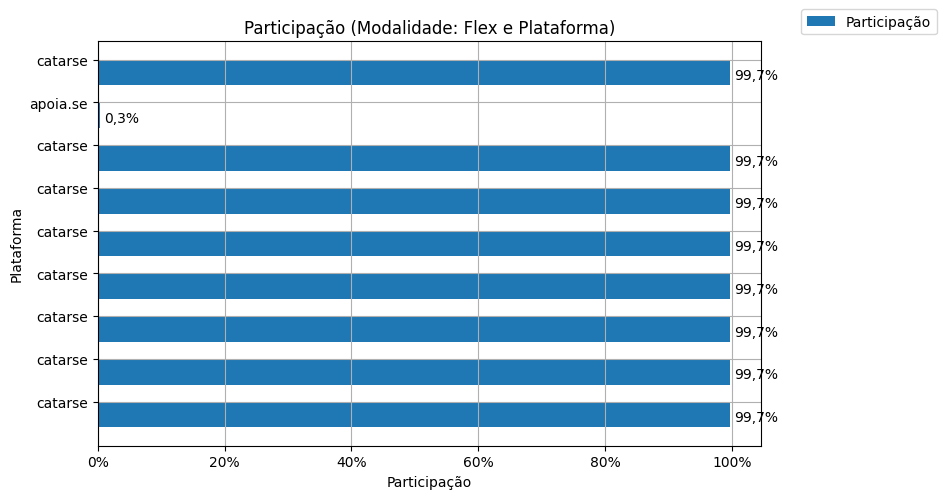 Participação (Modalidade: Flex e Plataforma)
Participação
Plataforma
catarse
99,7%
apoia.se
0,3%
catarse
99,7%
catarse
99,7%
catarse
99,7%
catarse
99,7%
catarse
99,7%
catarse
99,7%
catarse
99,7%
0%
20%
40%
60%
80%
100%
Participação